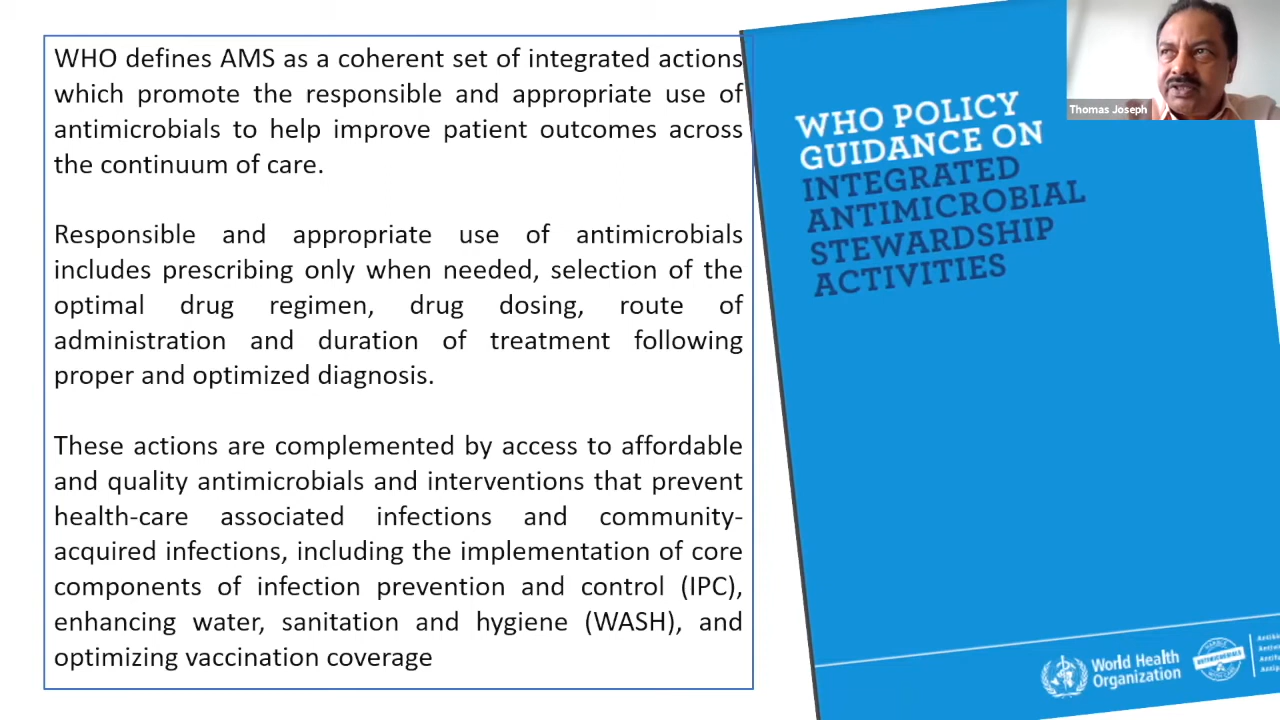 WHO defines AMS as a coherent set of integrated actions
which promote the responsible and appropriate use of
antimicrobials to help improve patient outcomes across
the continuum of care.
Responsible and appropriate use of antimicrobials
includes prescribing only when needed, selection of the
optimal drug regimen, drug dosing, route of
administration and duration of treatment following
proper and optimized diagnosis.
These actions are complemented by access to affordable
and quality antimicrobials and interventions that prevent
health-care associated infections and community-
acquired infections, including the implementation of core
components of infection prevention and control (IPC),
enhancing water, sanitation and hygiene (WASH), and
optimizing vaccination coverage
WHO POLICY
GUIDANCE ON
INTEGRATED
ANTIMICROBIAL
STEWARDSHIP
ACTIVITIES
World Health
Organization
Thomas Joseph